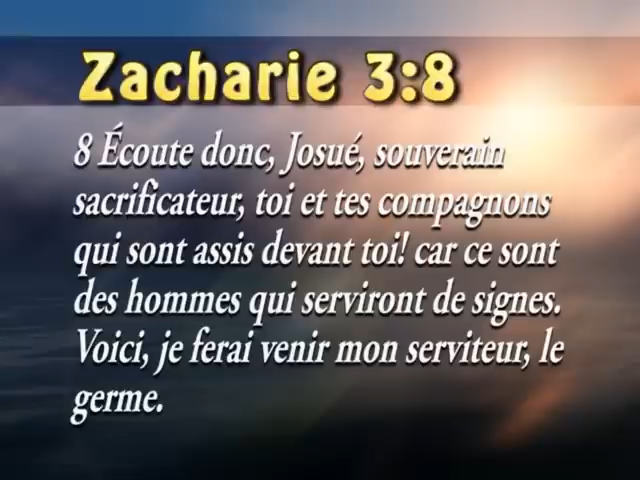 Zacharie 3:8
8 Écoute donc, Josué, souverain
sacrificateur, toi et tes compagnons
qui sont assis devant toi! car ce sont
des hommes qui serviront de signes.
Voici, je ferai venir mon serviteur, le
germe.